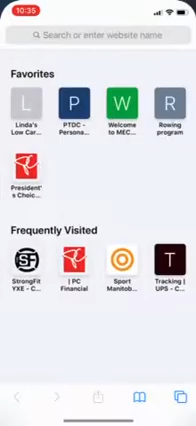 10:35
Search or enter website name
Favorites
L P W R
Linda's PTDC - Welcome Rowing
Low Car... Persona... to MEC... program
President'
s Choic...
Frequently Visited
SF T
StrongFit | PC Sport Tracking |
YXE - C... Financial Manitob... UPS - C...